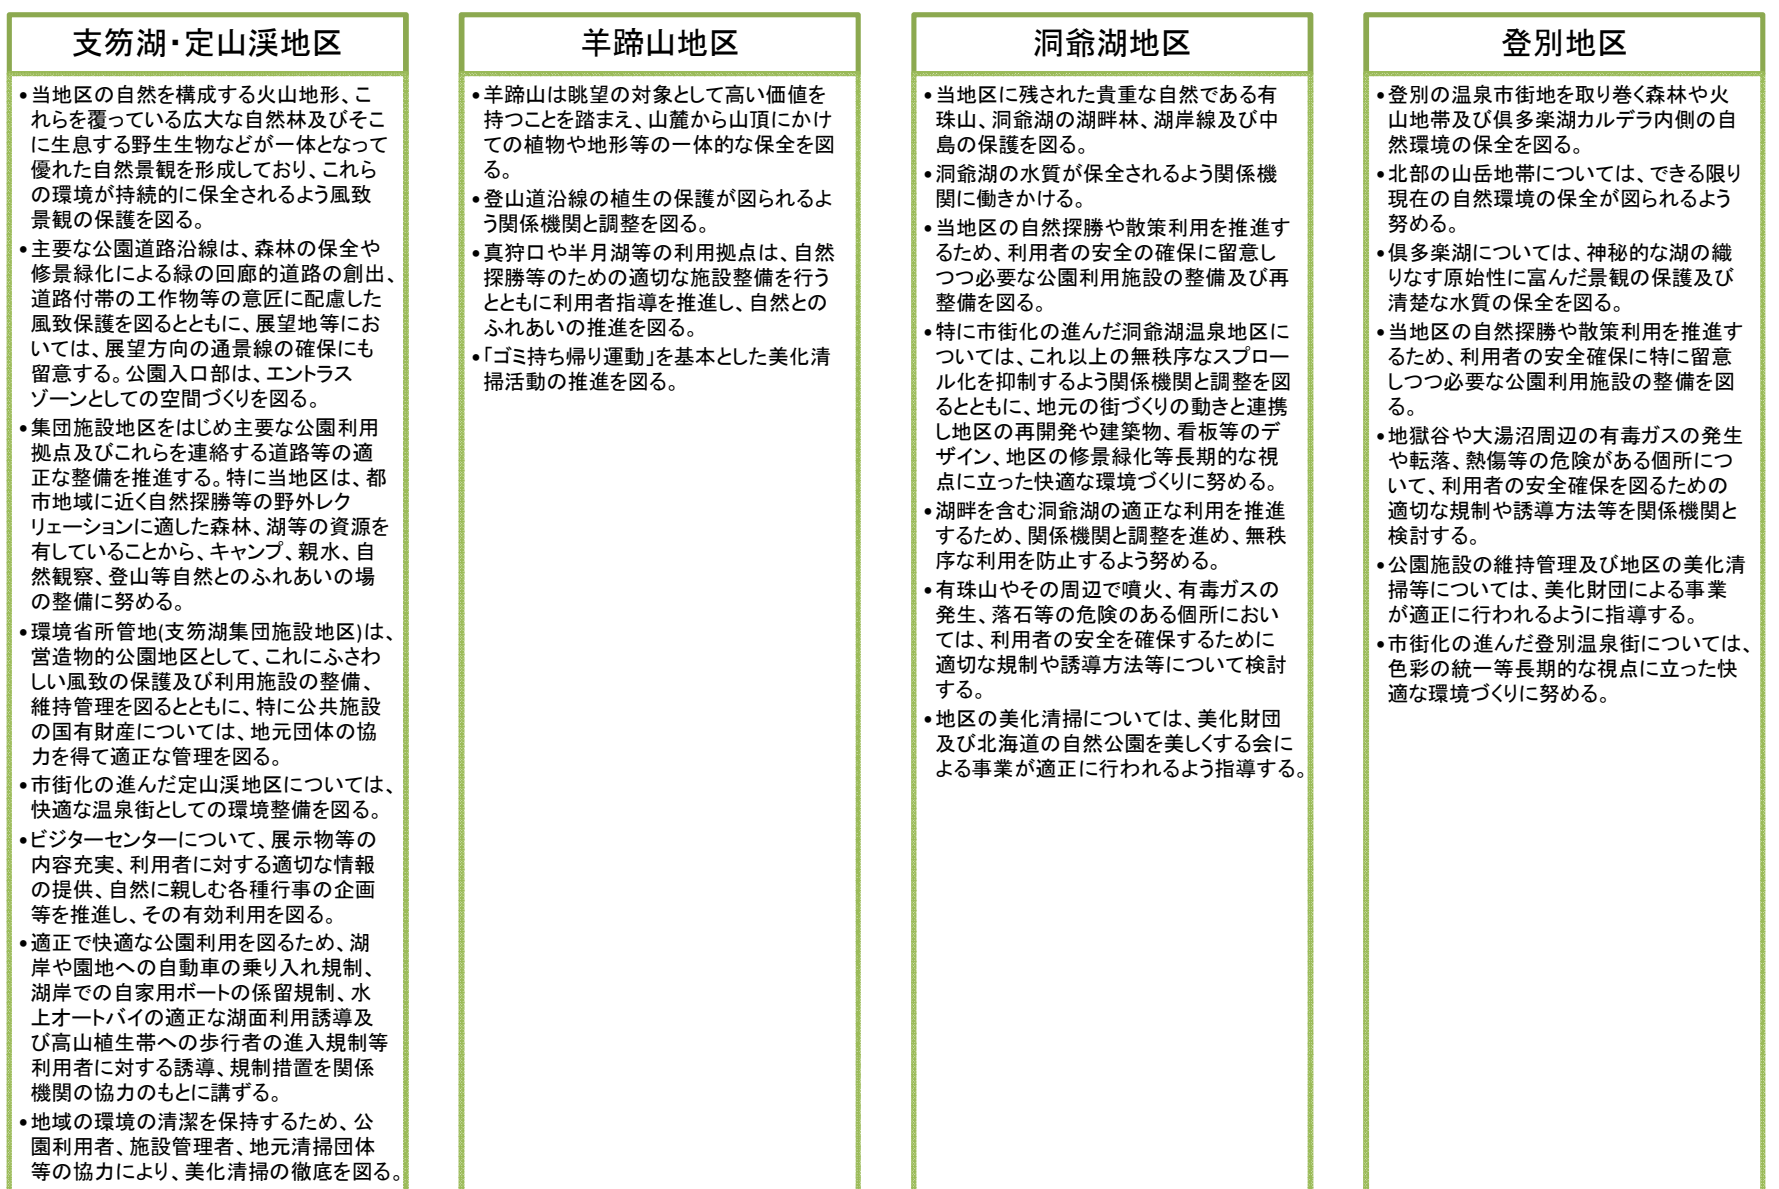 支笏湖・定山渓地区
•当地区の自然を構成する火山地形、こ
れらを覆っている広大な自然林及びそこ
に生息する野生生物などが一体となって
優れた自然景観を形成しており、これら
の環境が持続的に保全されるよう風致
景観の保護を図る。
•主要な公園道路沿線は、森林の保全や
修景緑化による緑の回廊的道路の創出、
道路付帯の工作物等の意匠に配慮した
風致保護を図るとともに、展望地等にお
いては、展望方向の通景線の確保にも
留意する。公園入口部は、エントラス
ゾーンとしての空間づくりを図る。
•集団施設地区をはじめ主要な公園利用
拠点及びこれらを連絡する道路等の適
正な整備を推進する。特に当地区は、都
市地域に近く自然探勝等の野外レク
リェーションに適した森林、湖等の資源を
有していることから、キャンプ、親水、自
然観察、登山等自然とのふれあいの場
の整備に努める。
•環境省所管地(支笏湖集団施設地区)は、
営造物的公園地区として、これにふさわ
しい風致の保護及び利用施設の整備、
維持管理を図るとともに、特に公共施設
の国有財産については、地元団体の協
力を得て適正な管理を図る。
•市街化の進んだ定山渓地区については、
快適な温泉街としての環境整備を図る。
•ビジターセンターについて、展示物等の
内容充実、利用者に対する適切な情報
の提供、自然に親しむ各種行事の企画
等を推進し、その有効利用を図る。
•適正で快適な公園利用を図るため、湖
岸や園地への自動車の乗り入れ規制、
湖岸での自家用ボートの係留規制、水
上オートバイの適正な湖面利用誘導及
び高山植生帯への歩行者の進入規制等
利用者に対する誘導、規制措置を関係
機関の協力のもとに講ずる。
•地域の環境の清潔を保持するため、公
園利用者、施設管理者、地元清掃団体
等の協力により、美化清掃の徹底を図る。
羊蹄山地区
•羊蹄山は眺望の対象として高い価値を
持つことを踏まえ、山麓から山頂にかけ
ての植物や地形等の一体的な保全を図
る。
•登山道沿線の植生の保護が図られるよ
う関係機関と調整を図る。
•真狩口や半月湖等の利用拠点は、自然
探勝等のための適切な施設整備を行う
とともに利用者指導を推進し、自然との
ふれあいの推進を図る。
•「ゴミ持ち帰り運動」を基本とした美化清
掃活動の推進を図る。
洞爺湖地区
•当地区に残された貴重な自然である有
珠山、洞爺湖の湖畔林、湖岸線及び中
島の保護を図る。
•洞爺湖の水質が保全されるよう関係機
関に働きかける。
•当地区の自然探勝や散策利用を推進す
るため、利用者の安全の確保に留意し
つつ必要な公園利用施設の整備及び再
整備を図る。
•特に市街化の進んだ洞爺湖温泉地区に
ついては、これ以上の無秩序なスプロー
ル化を抑制するよう関係機関と調整を図
るとともに、地元の街づくりの動きと連携
し地区の再開発や建築物、看板等のデ
ザイン、地区の修景緑化等長期的な視
点に立った快適な環境づくりに努める。
•湖畔を含む洞爺湖の適正な利用を推進
するため、関係機関と調整を進め、無秩
序な利用を防止するよう努める。
•有珠山やその周辺で噴火、有毒ガスの
発生、落石等の危険のある個所におい
ては、利用者の安全を確保するために
適切な規制や誘導方法等について検討
する。
•地区の美化清掃については、美化財団
及び北海道の自然公園を美しくする会に
よる事業が適正に行われるよう指導する。
登別地区
•登別の温泉市街地を取り巻く森林や火
山地帯及び倶多楽湖カルデラ内側の自
然環境の保全を図る。
•北部の山岳地帯については、できる限り
現在の自然環境の保全が図られるよう
努める。
•倶多楽湖については、神秘的な湖の織
りなす原始性に富んだ景観の保護及び
清楚な水質の保全を図る。
•当地区の自然探勝や散策利用を推進す
るため、利用者の安全確保に特に留意
しつつ必要な公園利用施設の整備を図
る。
•地獄谷や大湯沼周辺の有毒ガスの発生
や転落、熱傷等の危険がある個所につ
いて、利用者の安全確保を図るための
適切な規制や誘導方法等を関係機関と
検討する。
•公園施設の維持管理及び地区の美化清
掃等については、美化財団による事業
が適正に行われるように指導する。
•市街化の進んだ登別温泉街については、
色彩の統一等長期的な視点に立った快
適な環境づくりに努める。